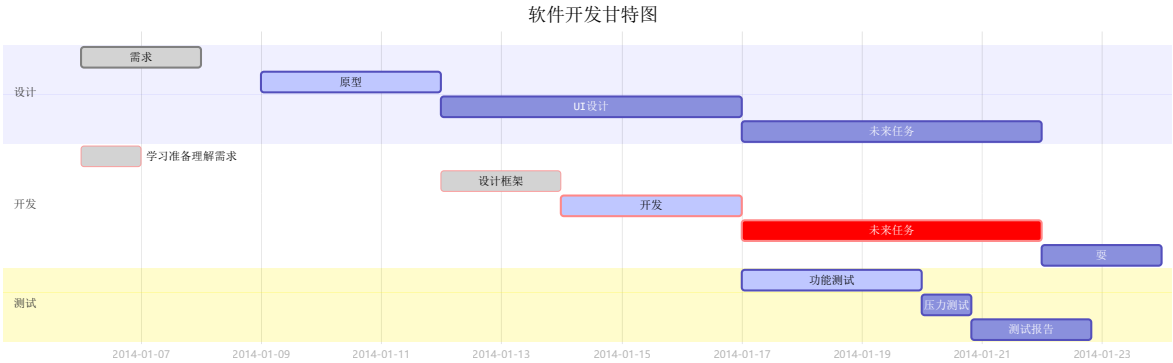 软件开发甘特图
需求
原型
设计
UI设计
未来任务
学习准备理解需求
设计框架
开发
开发
未来任务
耍
功能测试
测试
压力测试
测试报告
2014-01-07 2014-01-09 2014-01-11 2014-01-13 2014-01-15 2014-01-17 2014-01-19 2014-01-21 2014-01-23